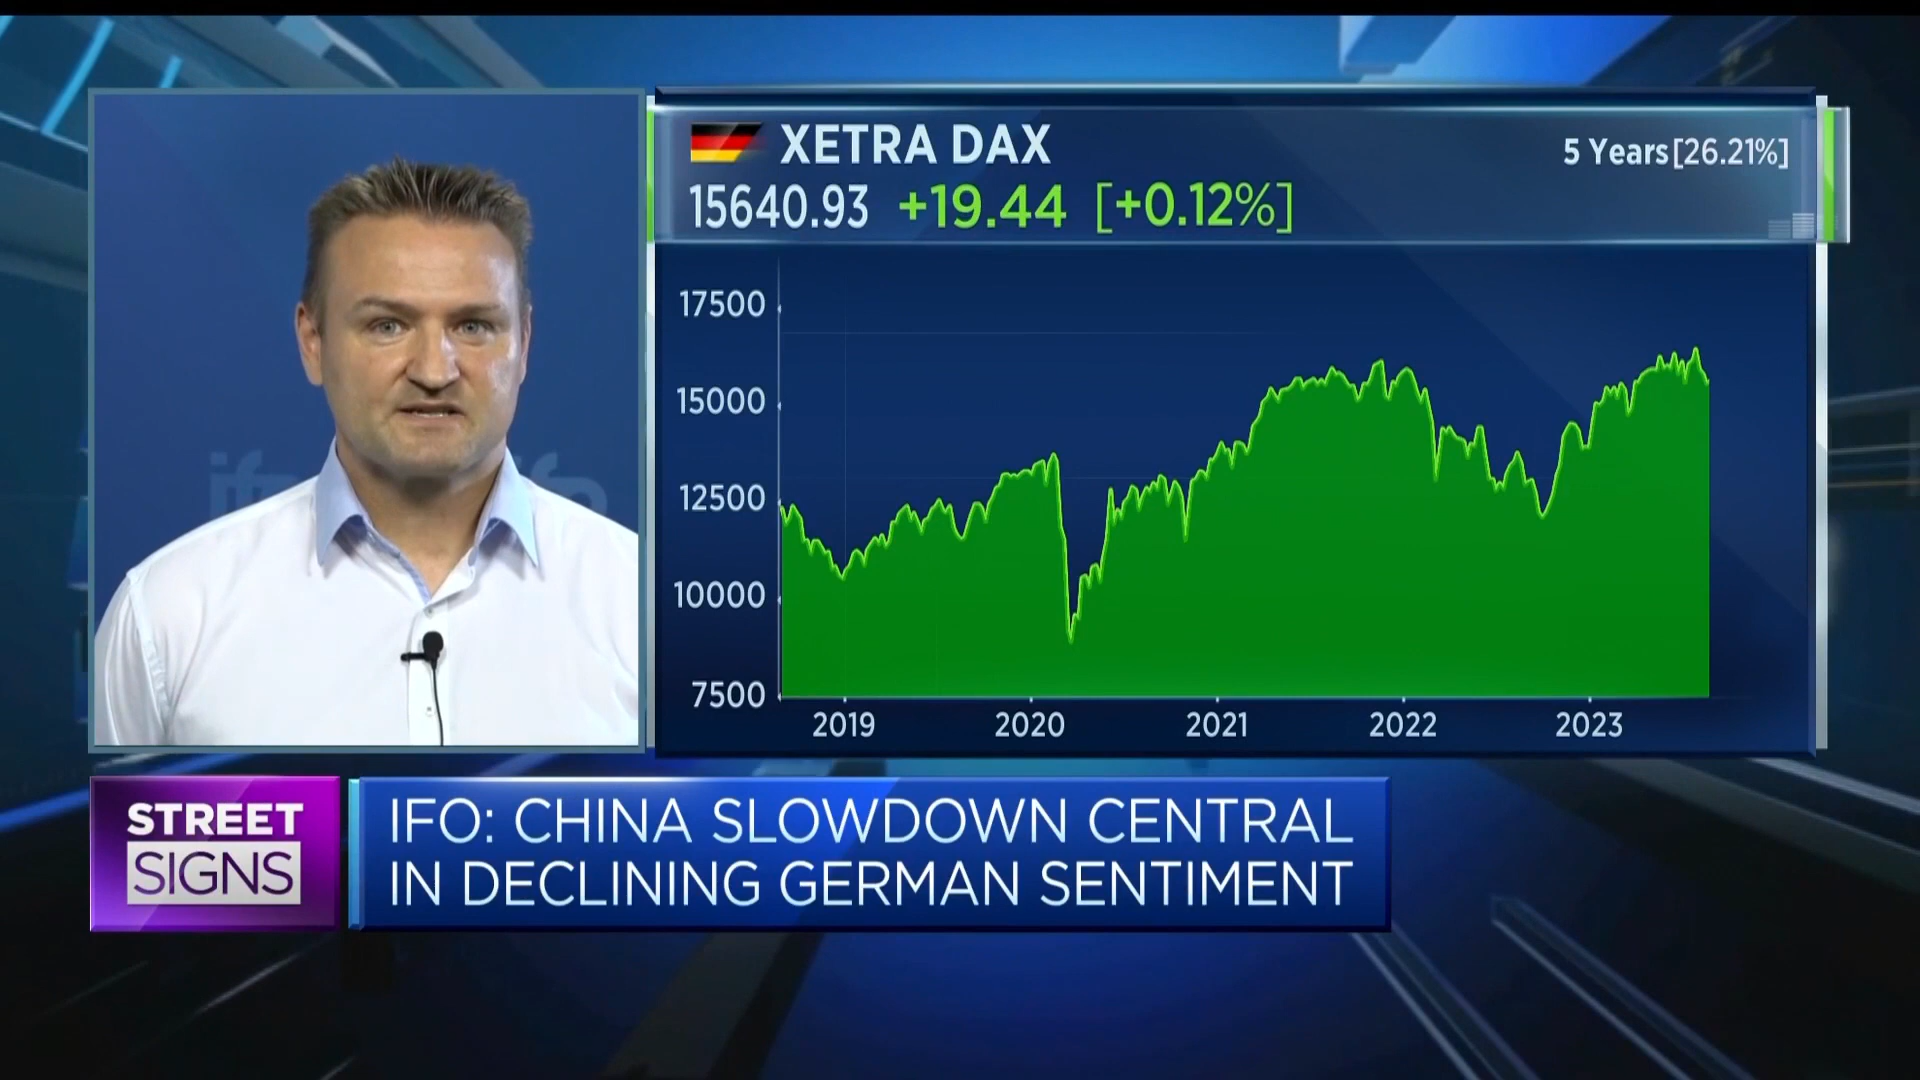 XETRA DAX
5 Years[26.21%]
15640.93 +19.44 [+0.12%]
17500
15000
12500
10000
7500
2019 2020 2021 2022 2023
ifo
STREET
SIGNS
IFO: CHINA SLOWDOWN CENTRAL
IN DECLINING GERMAN SENTIMENT